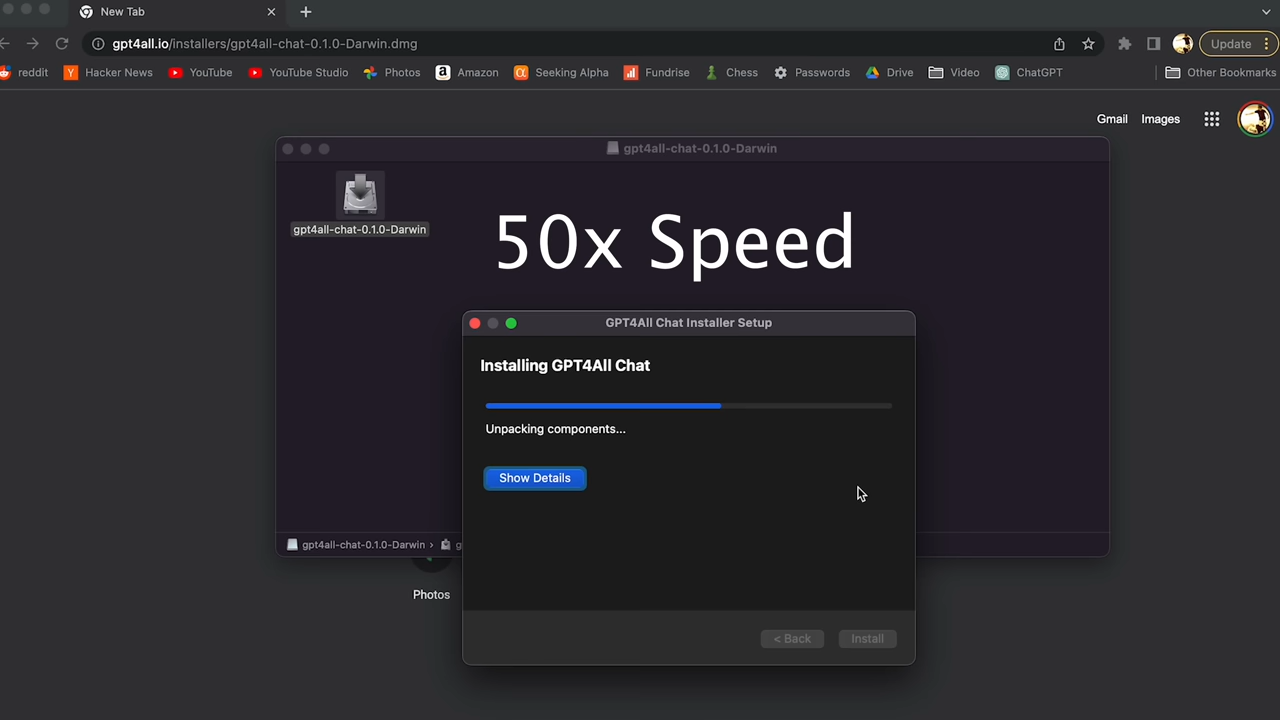 New Tab
gpt4all.io/installers/gpt4all-chat-0.1.0-Darwin.dmg
Update
reddit
Hacker News
YouTube
YouTube Studio
Photos
Amazon
Seeking Alpha
Fundrise
Chess
Passwords
Drive
Video
ChatGPT
Other Bookmarks
Gmail
Images
gpt4all-chat-0.1.0-Darwin
gpt4all-chat-0.1.0-Darwin
50x Speed
GPT4All Chat Installer Setup
Installing GPT4All Chat
Unpacking components...
Show Details
gpt4all-chat-0.1.0-Darwin › g
Photos
< Back
Install